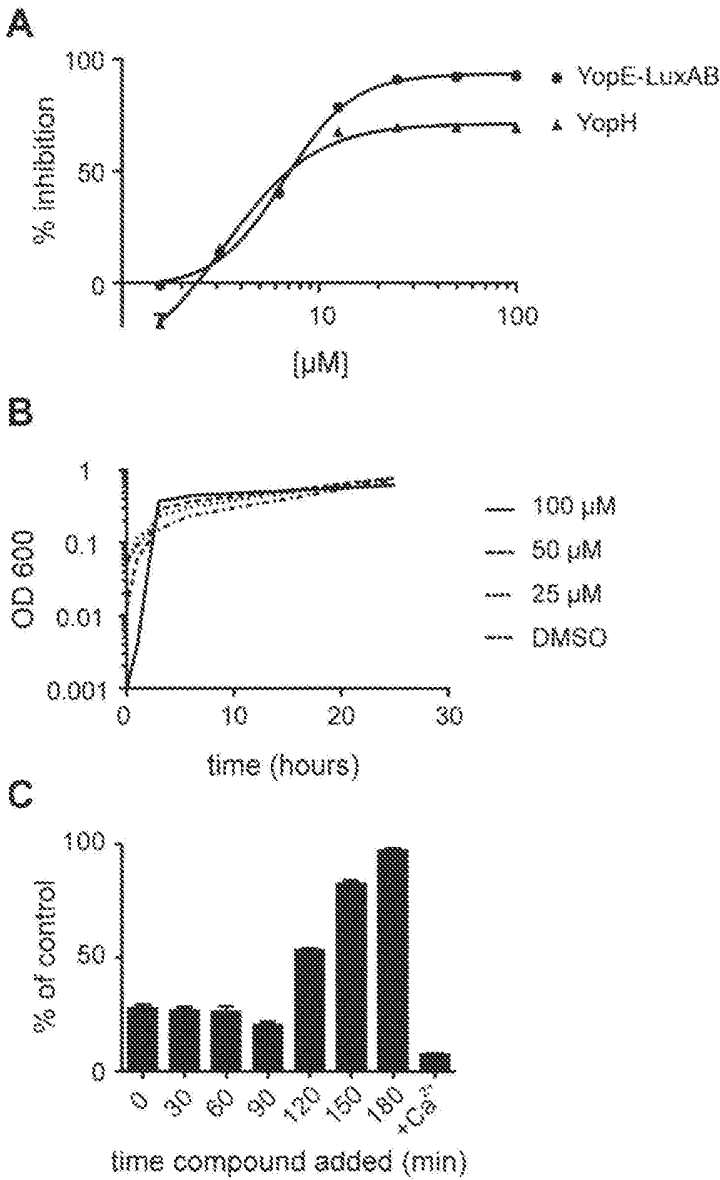 A
100
50
0
% inhibition
10
100
[µM]
YopE-LuxAB
YopH
B
1
0.1
0.01
0.001
OD 600
0
10
20
30
time (hours)
100 µM
50 µM
25 µM
DMSO
C
100
50
0
% of control
0
30
60
90
120
150
180
+Ca²⁺
time compound added (min)